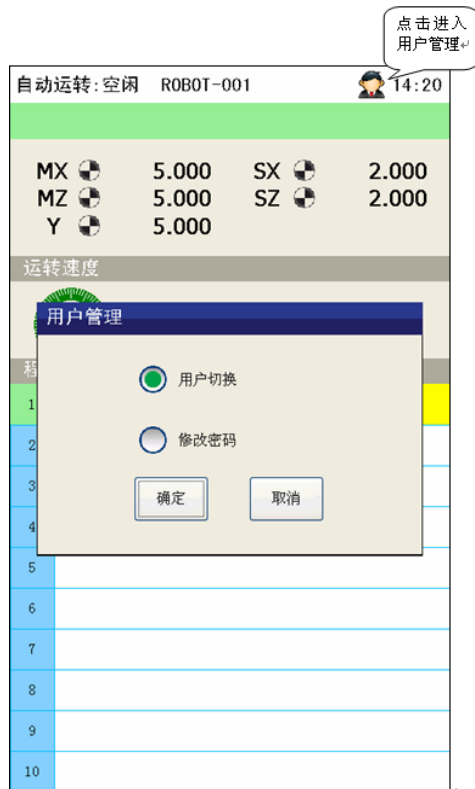 点击进入
用户管理
自动运转:空闲 ROBOT-001 14:20
MX 5.000 SX 2.000
MZ 5.000 SZ 2.000
Y 5.000
运转速度
用户管理
程
用户切换
1
修改密码
2
3
确定 取消
4
5
6
7
8
9
10